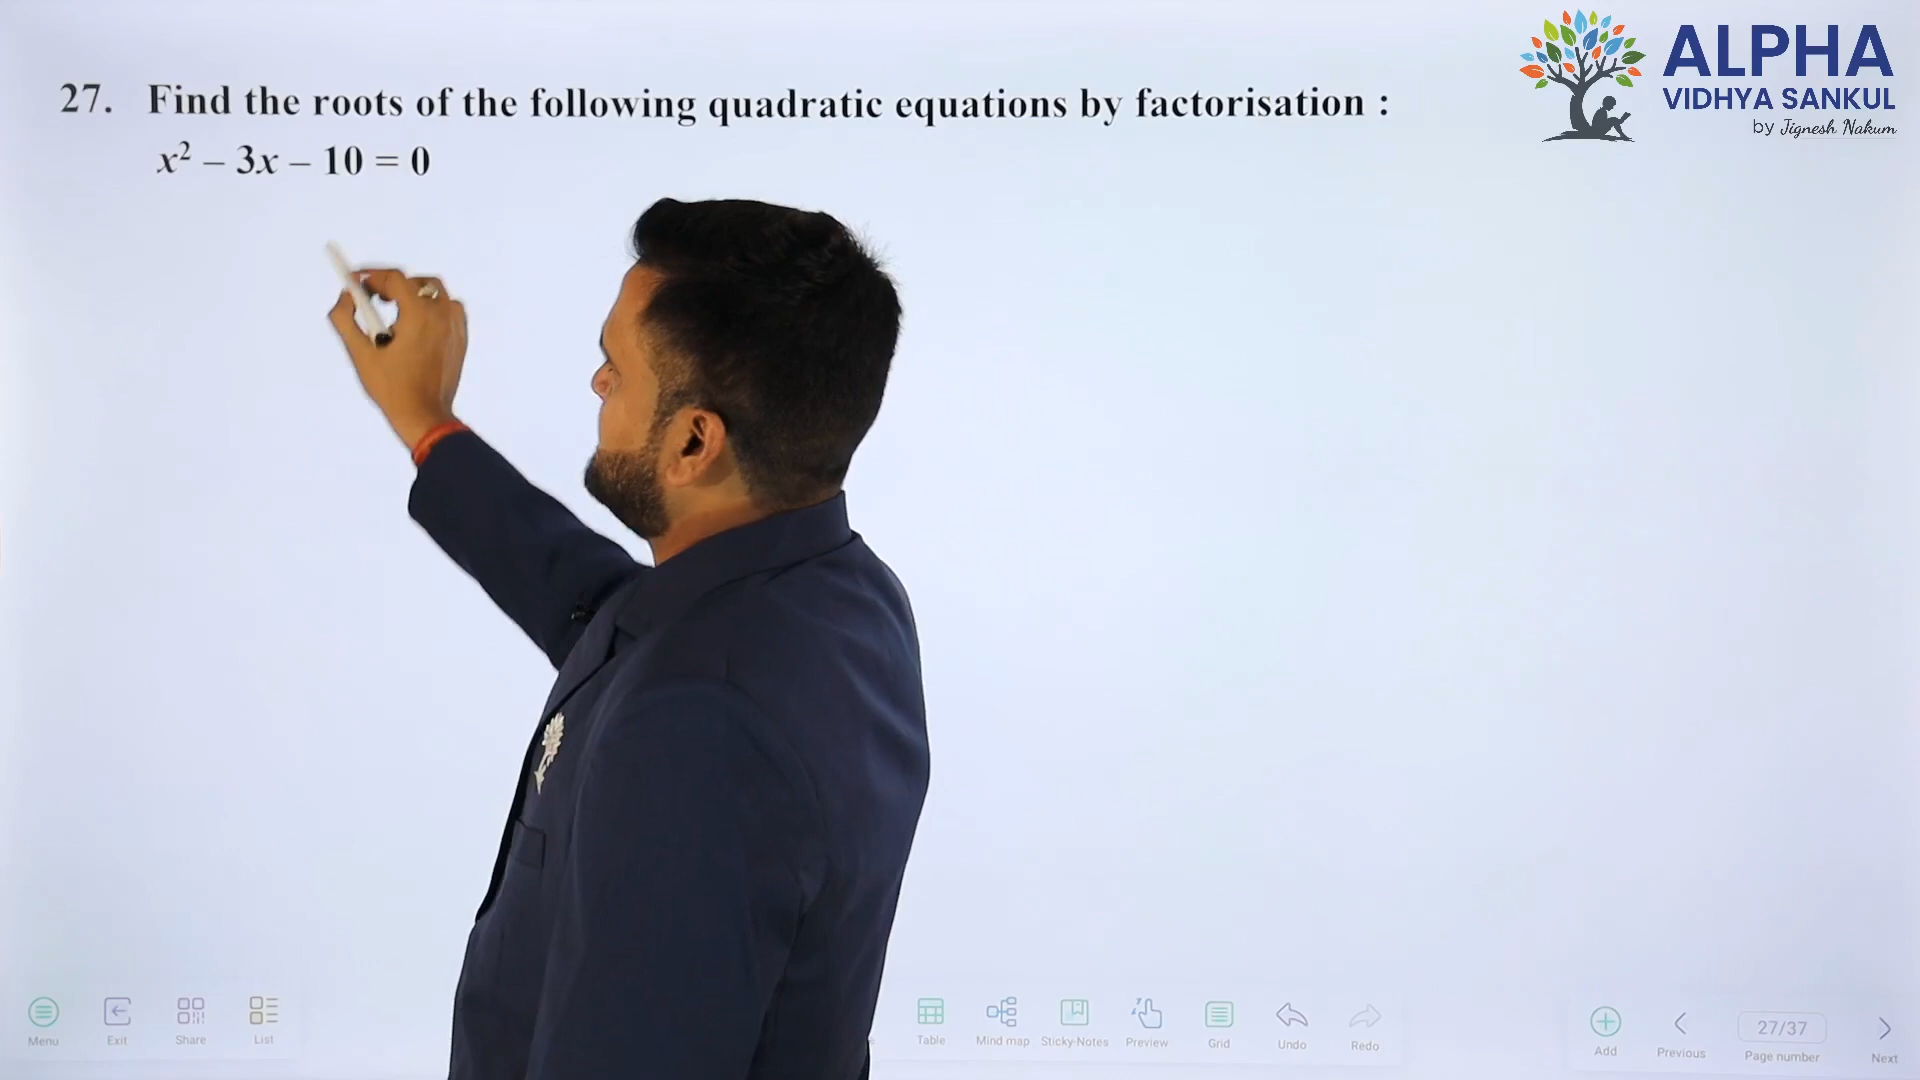 ALPHA
VIDHYA SANKUL
by Jignesh Nakum
27. Find the roots of the following quadratic equations by factorisation :
x² – 3x – 10 = 0
Menu
Exit
Share
List
Table
Mind map
Sticky-Notes
Preview
Grid
Undo
Redo
Add
Previous
27/37
Page number
Next